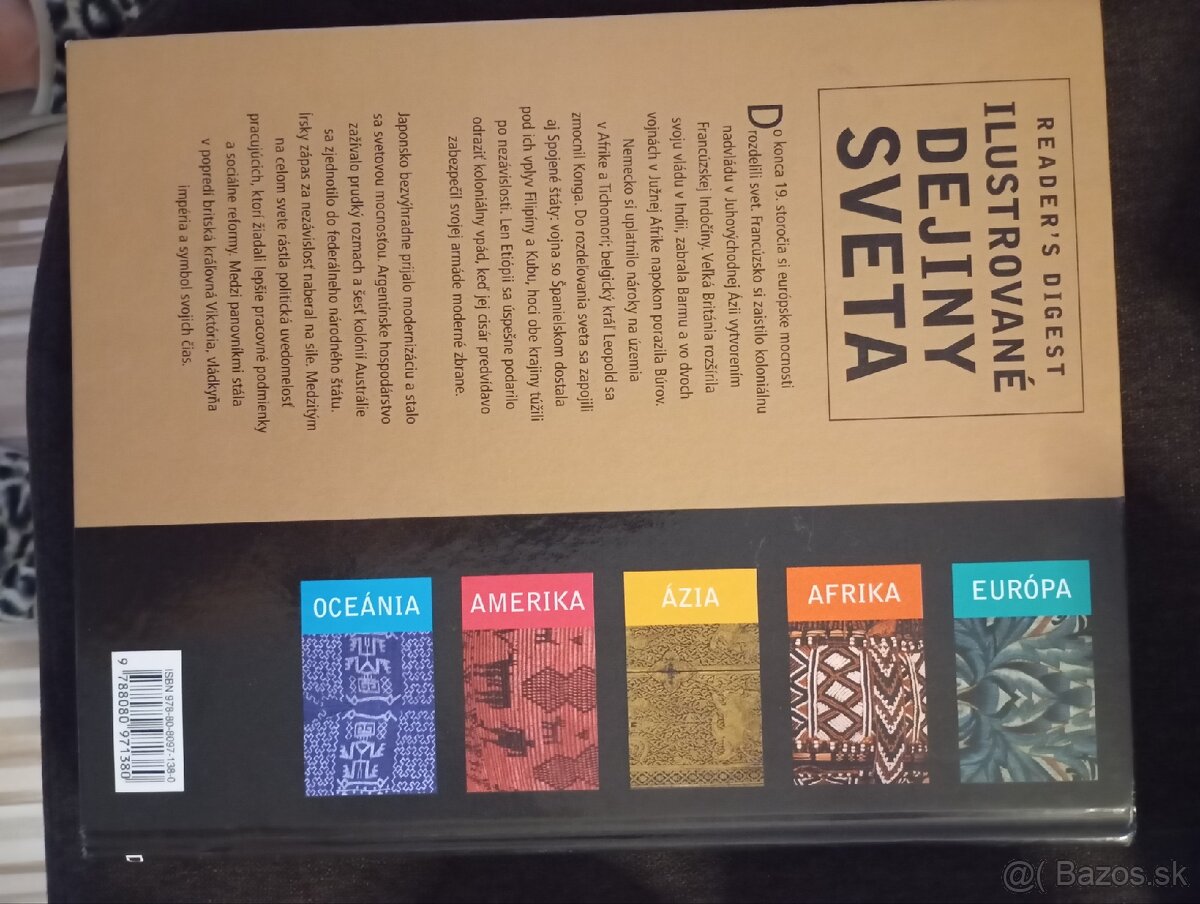 READER'S DIGEST
ILUSTROVANÉ
DEJINY
SVETA
Do konca 19. storočia si európske mocnosti
rozdelili svet. Francúzsko si zaistilo koloniálnu
nadvládu v Juhovýchodnej Ázii vytvorením
Francúzskej Indočíny. Veľká Británia rozšírila
svoju vládu v Indii, zabrala Barmu a vo dvoch
vojnách v Južnej Afrike napokon porazila Búrov.
Nemecko si uplatnilo nároky na územia
v Afrike a Tichomorí; belgický kráľ Leopold sa
zmocnil Konga. Do rozdeľovania sveta sa zapojili
aj Spojené štáty: vojna so Španielskom dostala
pod ich vplyv Filipíny a Kubu, hoci obe krajiny túžili
po nezávislosti. Len Etiópii sa úspešne podarilo
odraziť koloniálny vpád, keď jej cisár predvídavo
zabezpečil svojej armáde moderné zbrane.
Japonsko bezvýhradne prijalo modernizáciu a stalo
sa svetovou mocnosťou. Argentínske hospodárstvo
zažívalo prudký rozmach a šesť kolónií Austrálie
sa zjednotilo do federálneho národného štátu.
Írsky zápas za nezávislosť naberal na sile. Medzitým
na celom svete rástla politická uvedomelosť
pracujúcich, ktorí žiadali lepšie pracovné podmienky
a sociálne reformy. Medzi panovníkmi stála
v popredí britská kráľovná Viktória, vládkyňa
impéria a symbol svojich čias.
EURÓPA
AFRIKA
ÁZIA
AMERIKA
OCEÁNIA
ISBN 978-80-8097-138-0
9 788080 971380
D
@( Bazos.sk